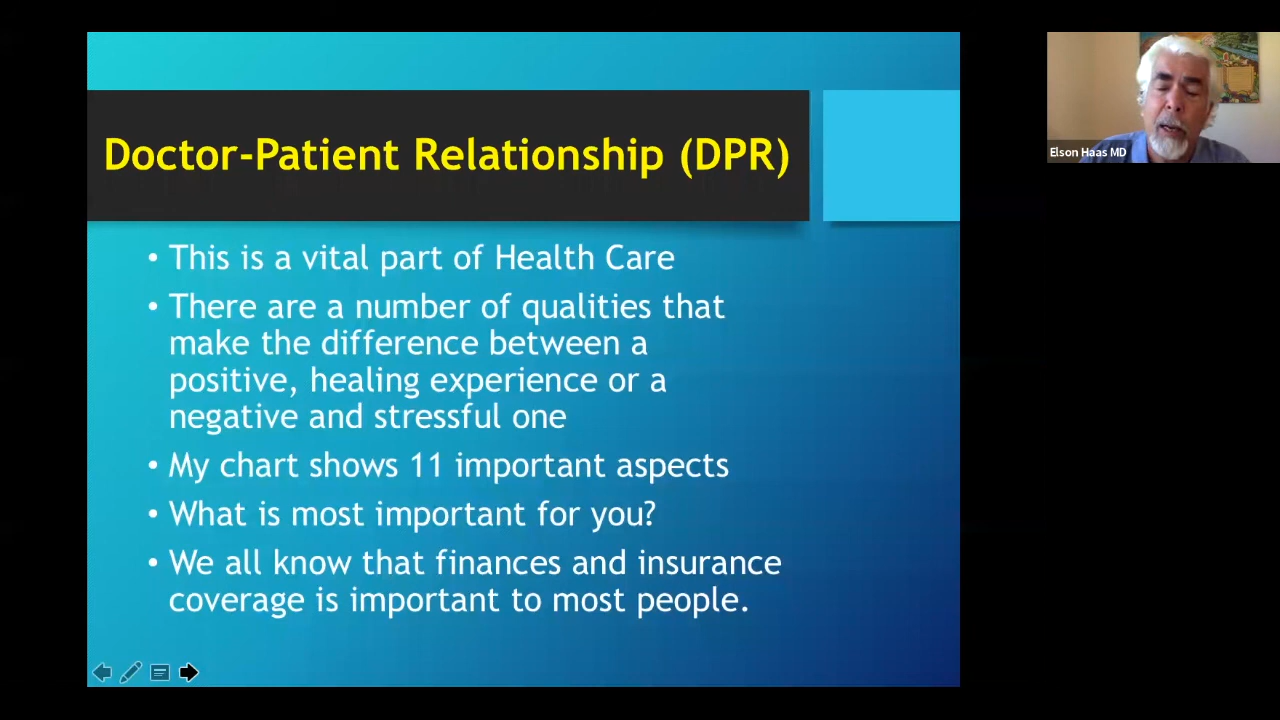 Doctor-Patient Relationship (DPR)
• This is a vital part of Health Care
• There are a number of qualities that
make the difference between a
positive, healing experience or a
negative and stressful one
• My chart shows 11 important aspects
• What is most important for you?
• We all know that finances and insurance
coverage is important to most people.
Elson Haas MD